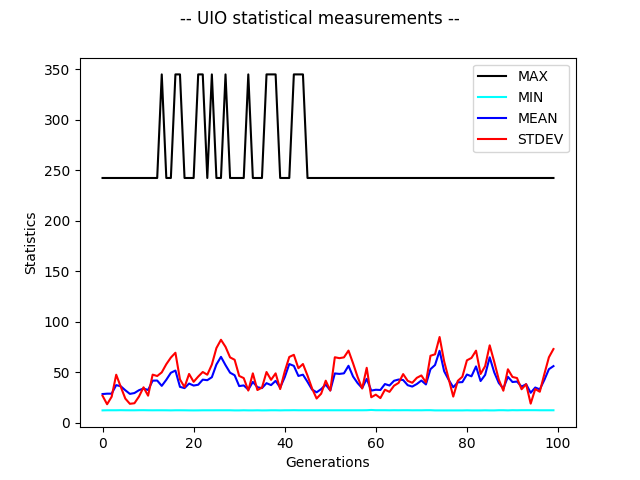 -- UIO statistical measurements --
350
300
250
200
150
100
50
0
Statistics
MAX
MIN
MEAN
STDEV
0 20 40 60 80 100
Generations